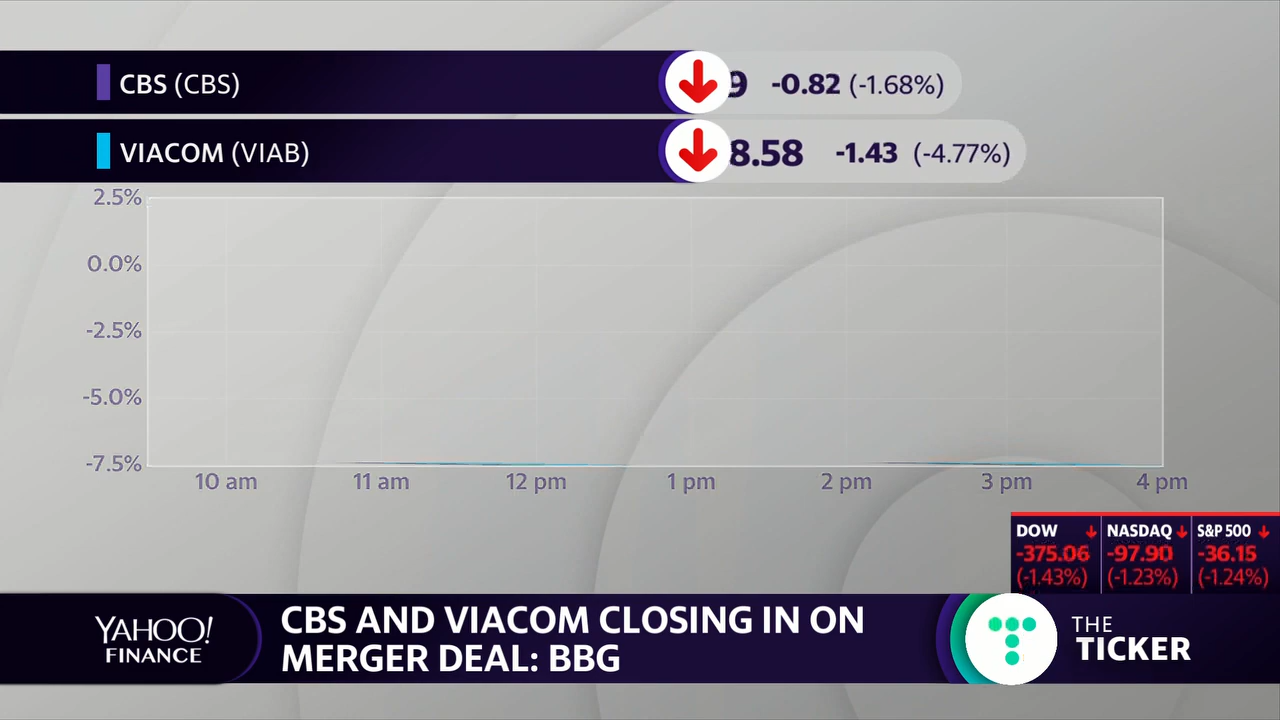 CBS (CBS) 9 -0.82 (-1.68%)
VIACOM (VIAB) 8.58 -1.43 (-4.77%)
2.5%
0.0%
-2.5%
-5.0%
-7.5%
10 am 11 am 12 pm 1 pm 2 pm 3 pm 4 pm
DOW NASDAQ S&P 500
-375.06 -97.90 -36.15
(-1.43%) (-1.23%) (-1.24%)
YAHOO!
FINANCE
CBS AND VIACOM CLOSING IN ON
MERGER DEAL: BBG
THE
TICKER